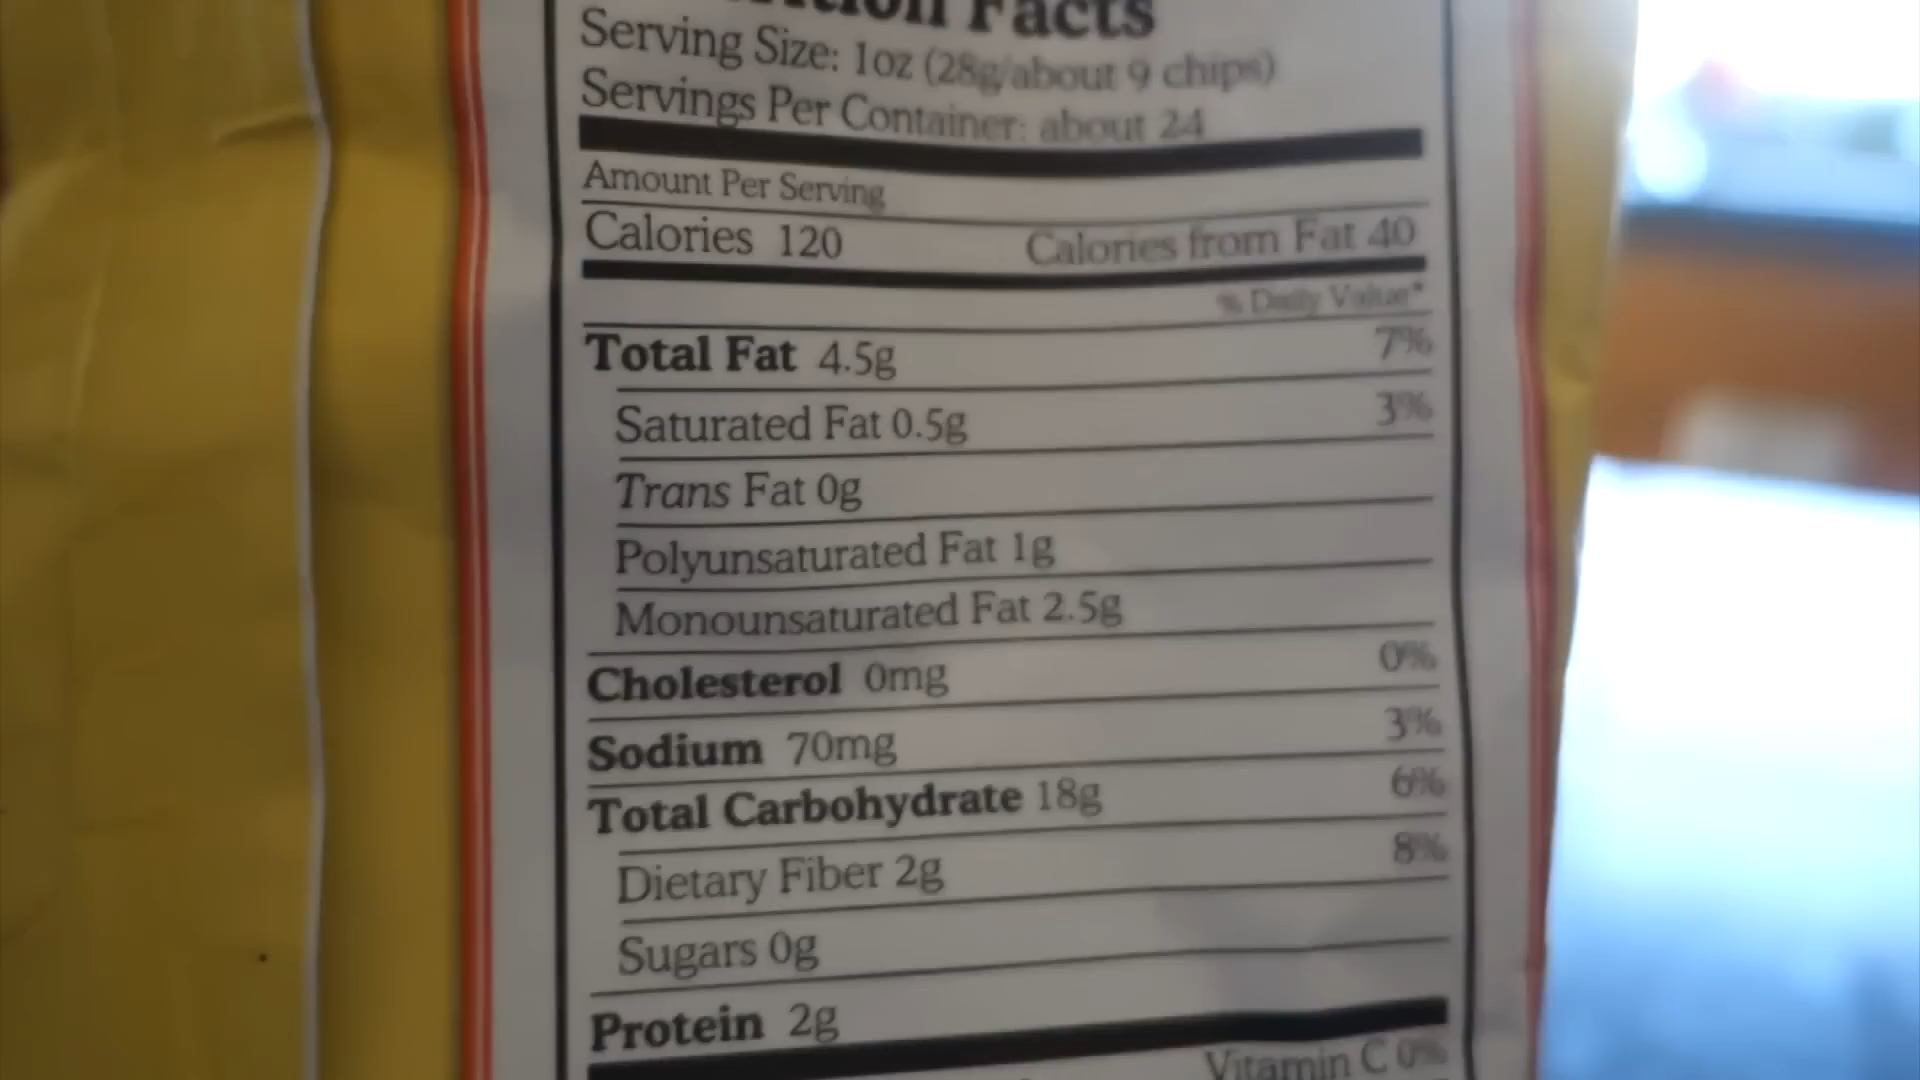 Facts
Serving Size: 1oz (28g/about 9 chips)
Servings Per Container: about 24
Amount Per Serving
Calories 120 Calories from Fat 40
% Daily Value*
Total Fat 4.5g 7%
Saturated Fat 0.5g 3%
Trans Fat 0g
Polyunsaturated Fat 1g
Monounsaturated Fat 2.5g
Cholesterol 0mg 0%
Sodium 70mg 3%
Total Carbohydrate 18g 6%
Dietary Fiber 2g 8%
Sugars 0g
Protein 2g
Vitamin C 0%